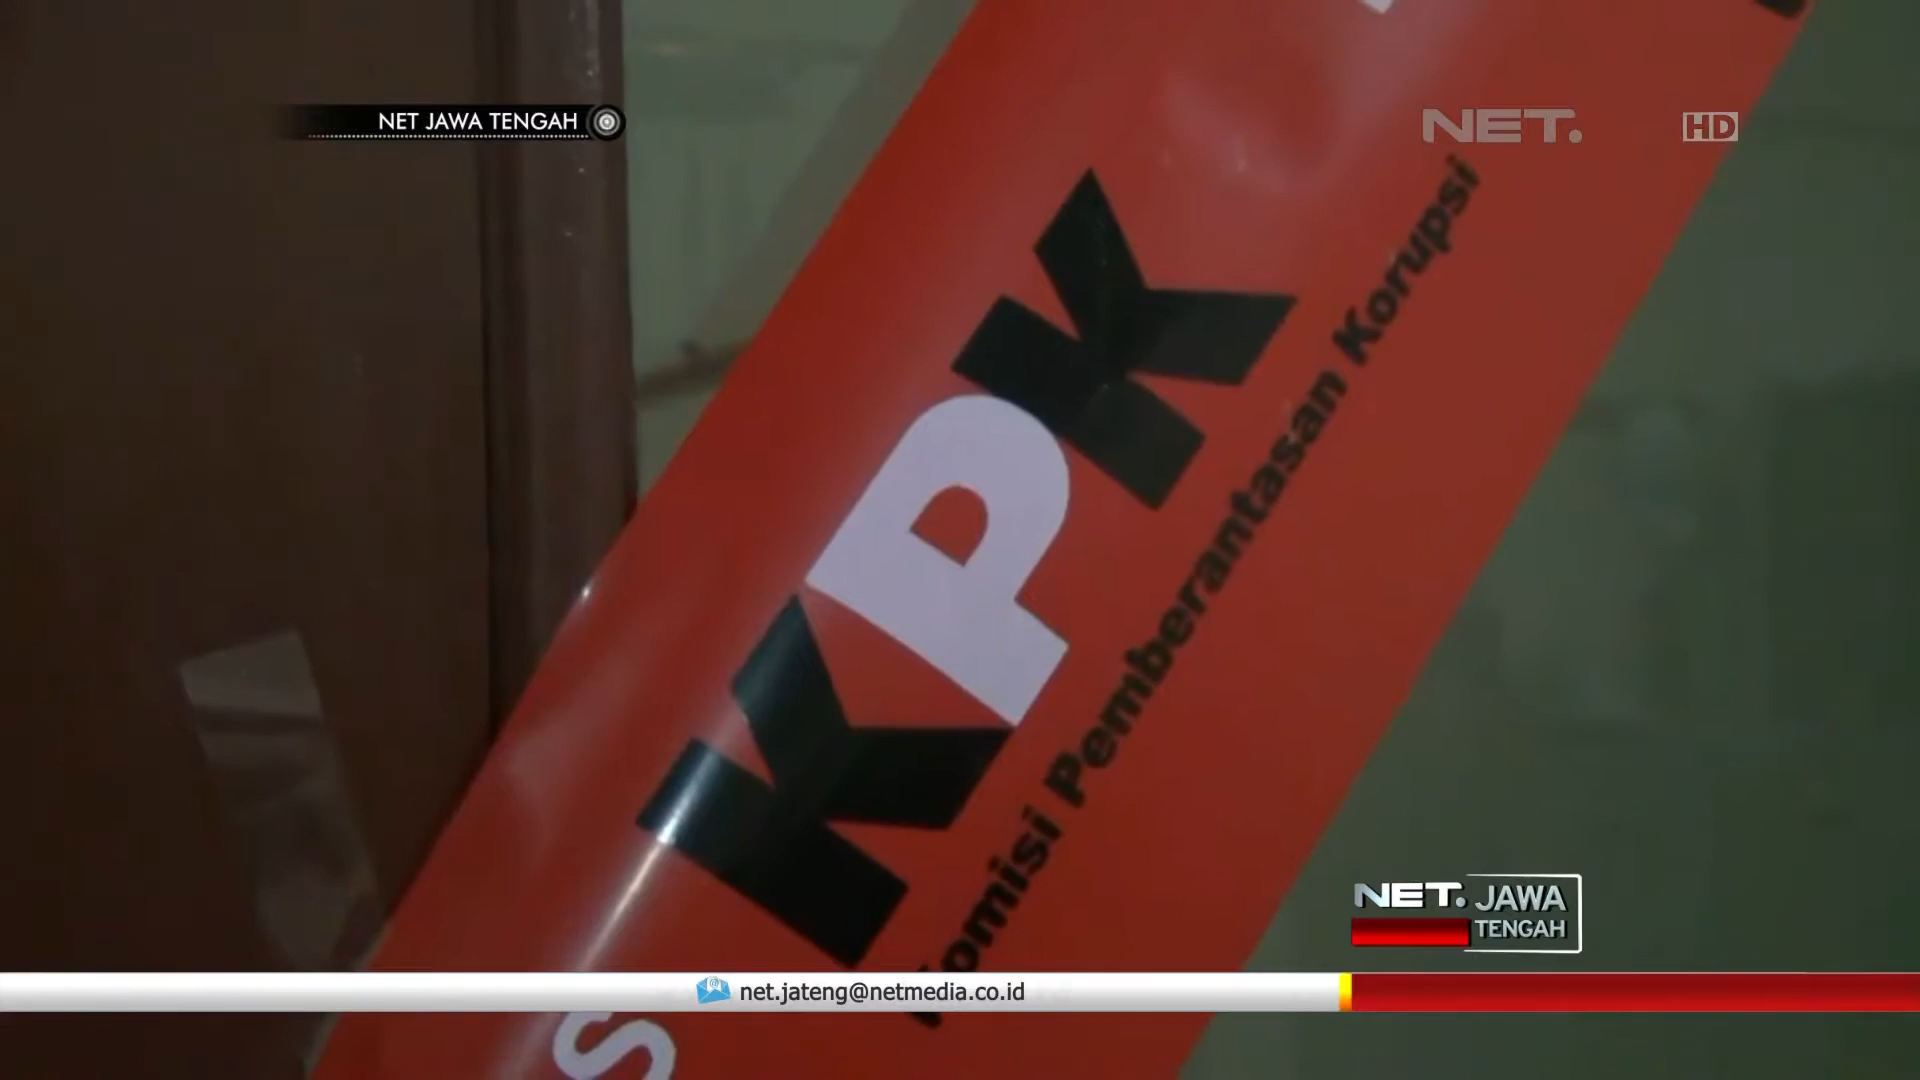 NET JAWA TENGAH
NET.
HD
KPK
Komisi Pemberantasan Korupsi
NET. JAWA
TENGAH
net.jateng@netmedia.co.id
S